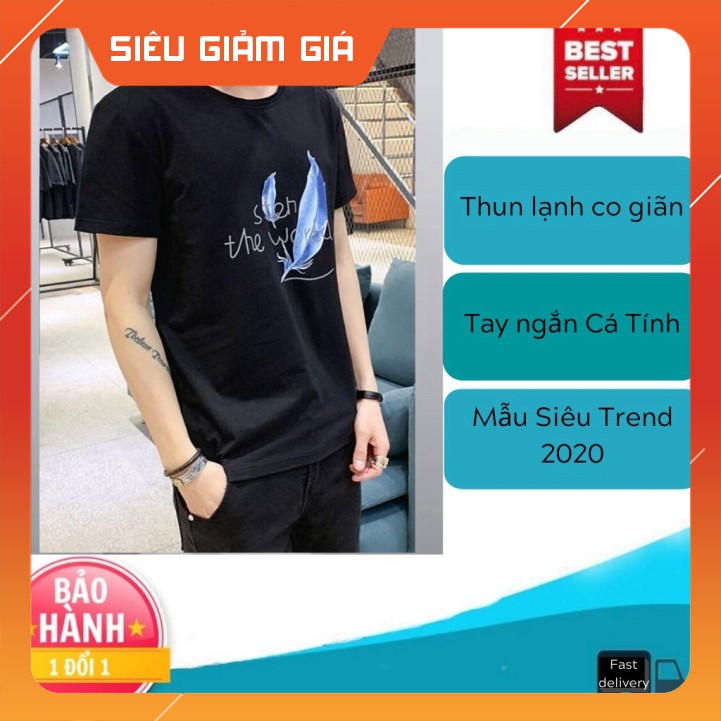 SIÊU GIẢM GIÁ
BEST
SELLER
Thun lạnh co giãn
Tay ngắn Cá Tính
Mẫu Siêu Trend
2020
the
BẢO
HÀNH
1 ĐỔI 1
Fast
delivery